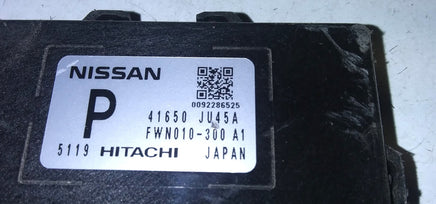 NISSAN
0092286525
P
41650 JU45A
FWN010-300 A1
5119 HITACHI JAPAN